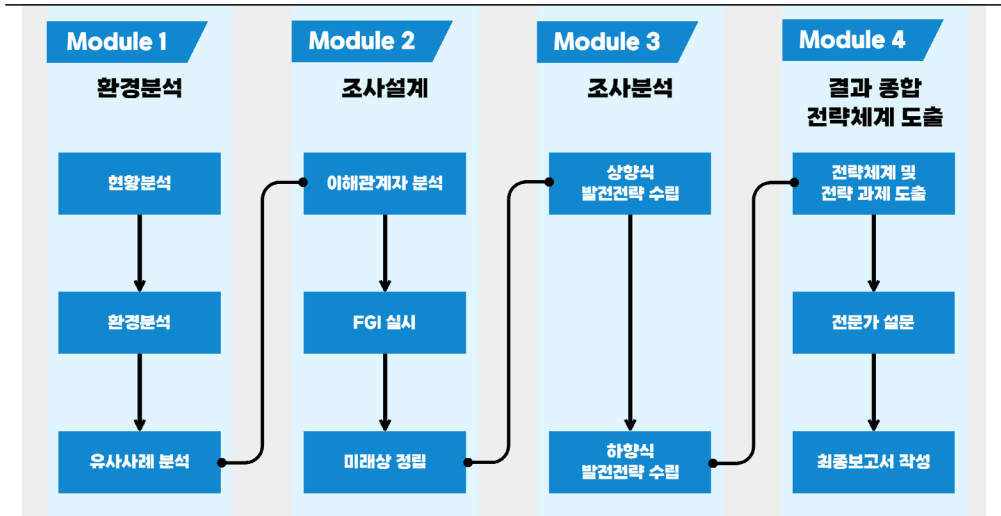 Module 1
환경분석
현황분석
환경분석
유사사례 분석
Module 2
조사설계
이해관계자 분석
FGI 실시
미래상 정립
Module 3
조사분석
상향식
발전전략 수립
하향식
발전전략 수립
Module 4
결과 종합
전략체계 도출
전략체계 및
전략 과제 도출
전문가 설문
최종보고서 작성